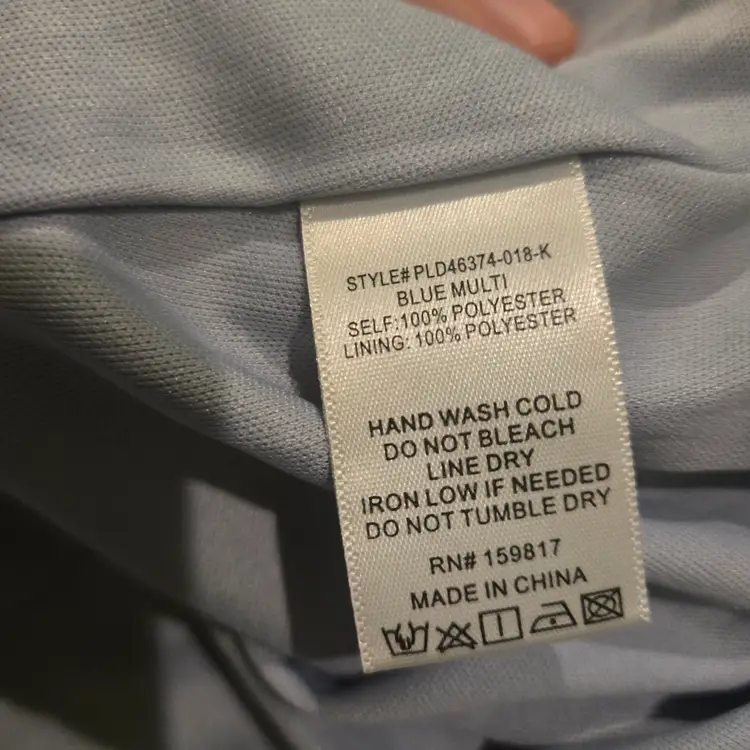 STYLE# PLD46374-018-K
BLUE MULTI
SELF:100% POLYESTER
LINING: 100% POLYESTER
HAND WASH COLD
DO NOT BLEACH
LINE DRY
IRON LOW IF NEEDED
DO NOT TUMBLE DRY
RN# 159817
MADE IN CHINA